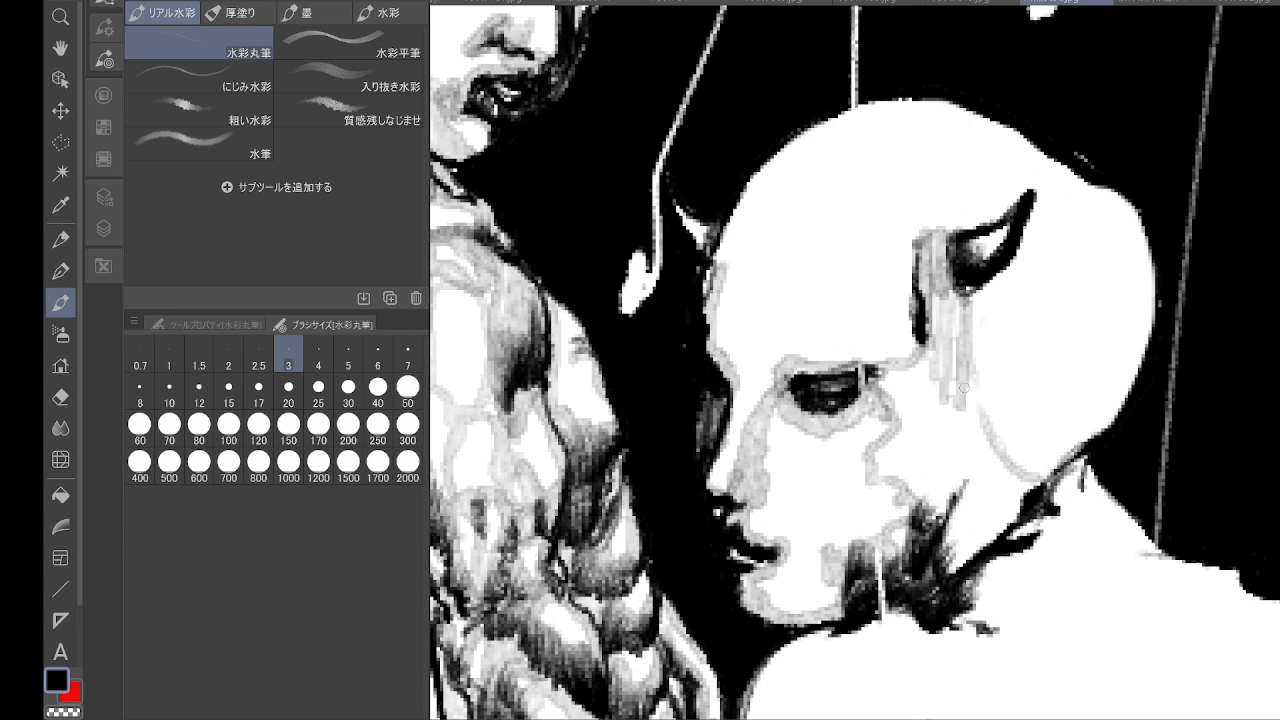 リアル水彩
墨
水彩
水彩丸筆
水彩平筆
にじみ水彩
入り抜き水彩
粗い水彩
質感残しなじませ
水筆
サブツールを追加する
ツールプロパティ[水彩丸筆]
ブラシサイズ[水彩丸筆]
0.7 1 1.5 2 2.5 3 4 5 6 7
10 12 15 17 20 25 30 40 50
60 70 80 100 120 150 170 200 250 300
400 500 600 700 800 1000 1200 1500 2000
A